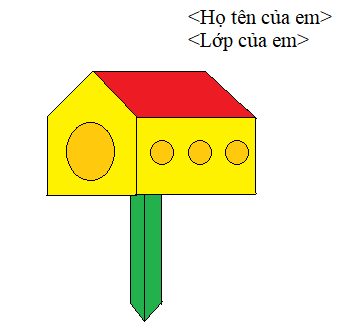 <Họ tên của em>
<Lớp của em>